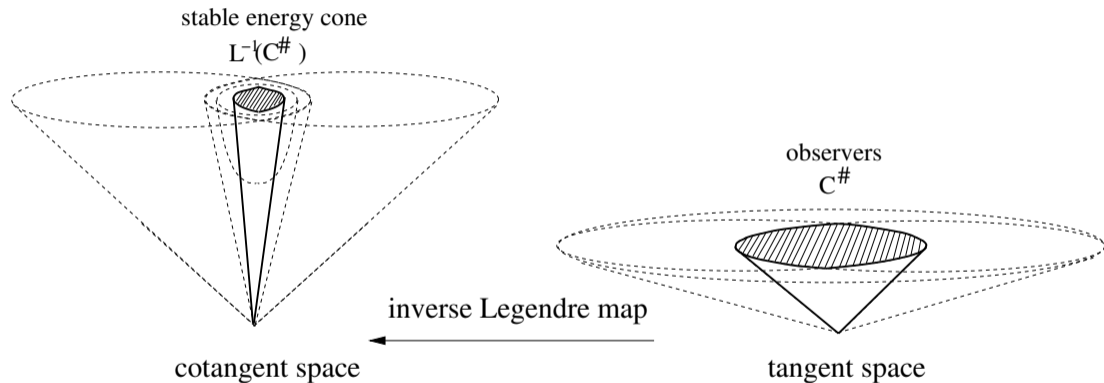 stable energy cone
L⁻¹(C# )
observers
C#
inverse Legendre map
cotangent space
tangent space